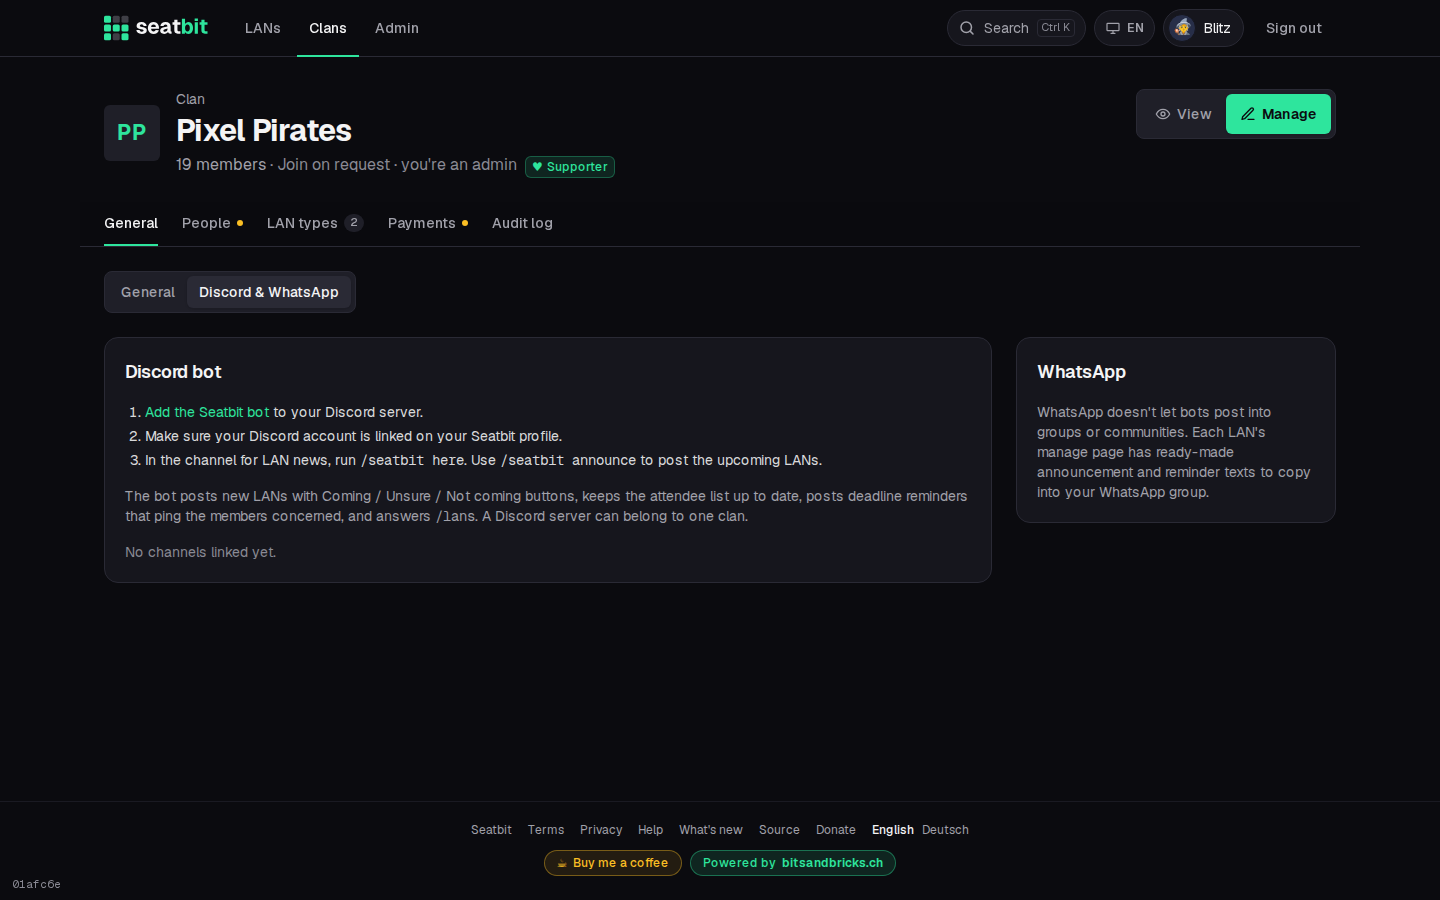 seatbit LANs Clans Admin Search Ctrl K EN Blitz Sign out
PP
Clan
Pixel Pirates
19 members · Join on request · you're an admin ♥ Supporter
View Manage
General People LAN types 2 Payments Audit log
General Discord & WhatsApp
Discord bot
1. Add the Seatbit bot to your Discord server.
2. Make sure your Discord account is linked on your Seatbit profile.
3. In the channel for LAN news, run /seatbit here. Use /seatbit announce to post the upcoming LANs.
The bot posts new LANs with Coming / Unsure / Not coming buttons, keeps the attendee list up to date, posts deadline reminders
that ping the members concerned, and answers /lans. A Discord server can belong to one clan.
No channels linked yet.
WhatsApp
WhatsApp doesn't let bots post into
groups or communities. Each LAN's
manage page has ready-made
announcement and reminder texts to copy
into your WhatsApp group.
Seatbit Terms Privacy Help What's new Source Donate English Deutsch
Buy me a coffee Powered by bitsandbricks.ch
01afc6e